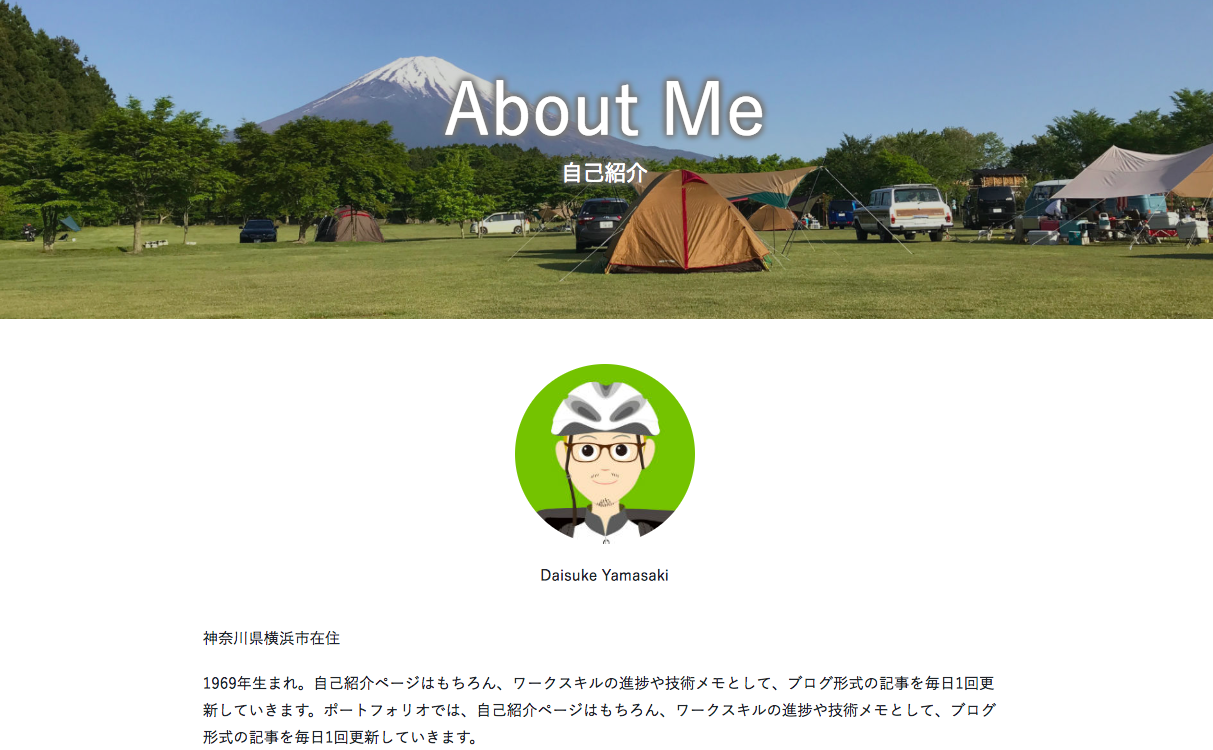 About Me
自己紹介
Daisuke Yamasaki
神奈川県横浜市在住
1969年生まれ。自己紹介ページはもちろん、ワークスキルの進捗や技術メモとして、ブログ形式の記事を毎日1回更
新していきます。ポートフォリオでは、自己紹介ページはもちろん、ワークスキルの進捗や技術メモとして、ブログ
形式の記事を毎日1回更新していきます。